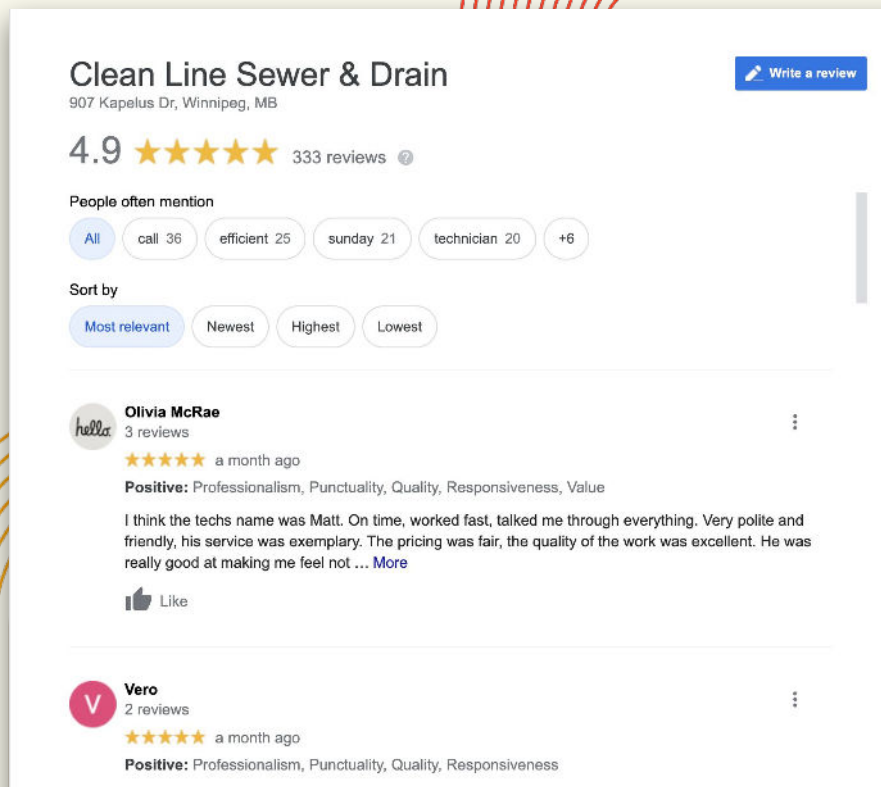 Clean Line Sewer & Drain
Write a review
907 Kapelus Dr, Winnipeg, MB
4.9 333 reviews ?
People often mention
All call 36 efficient 25 sunday 21 technician 20 +6
Sort by
Most relevant Newest Highest Lowest
hello.
Olivia McRae
3 reviews
a month ago
Positive: Professionalism, Punctuality, Quality, Responsiveness, Value
I think the techs name was Matt. On time, worked fast, talked me through everything. Very polite and
friendly, his service was exemplary. The pricing was fair, the quality of the work was excellent. He was
really good at making me feel not ... More
Like
V
Vero
2 reviews
a month ago
Positive: Professionalism, Punctuality, Quality, Responsiveness